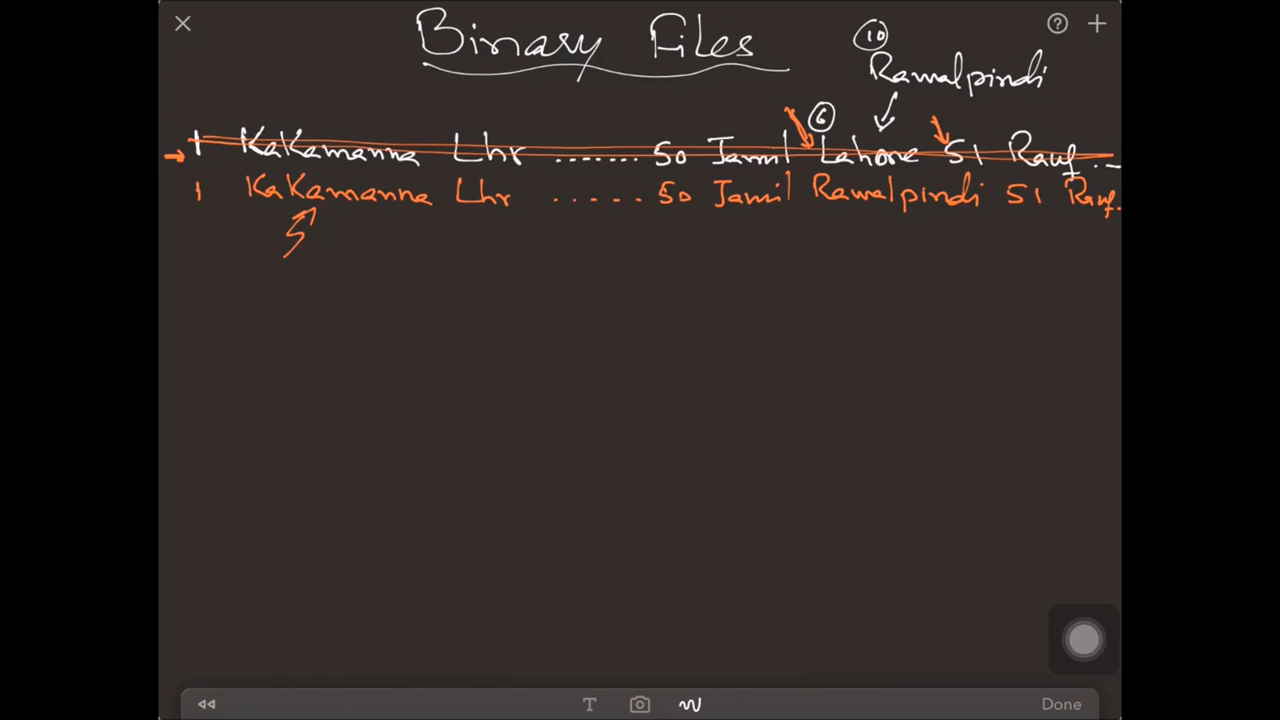 Binary Files
10
Rawalpindi
6
1 Kakamanna Lhr ....... 50 Jamil Lahore 51 Rauf ...
1 Kakamanna Lhr ..... 50 Jamil Rawalpindi 51 Rauf.
T Done